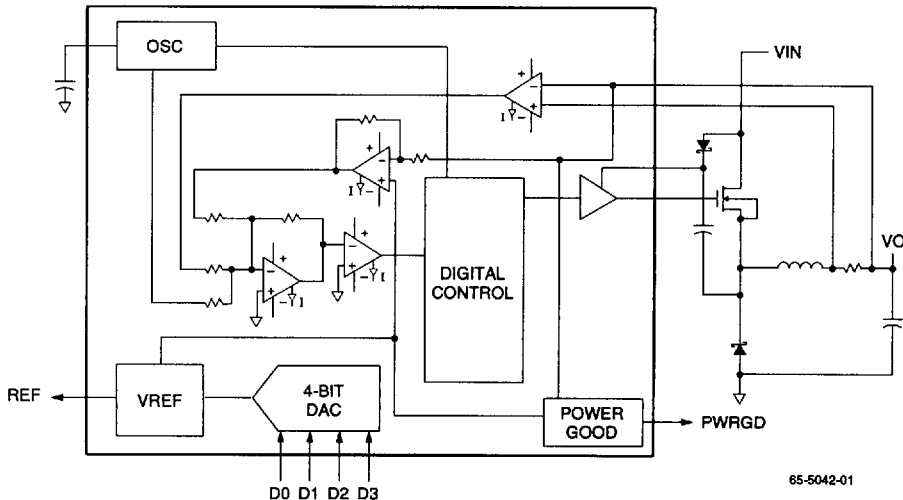 OSC
VIN
+
−
+
I
−
+
−
+
I
−
VO
+
−
+
−
I
+
−
+
−
I
DIGITAL
CONTROL
REF
VREF
4-BIT
DAC
POWER
GOOD
PWRGD
D0 D1 D2 D3
65-5042-01